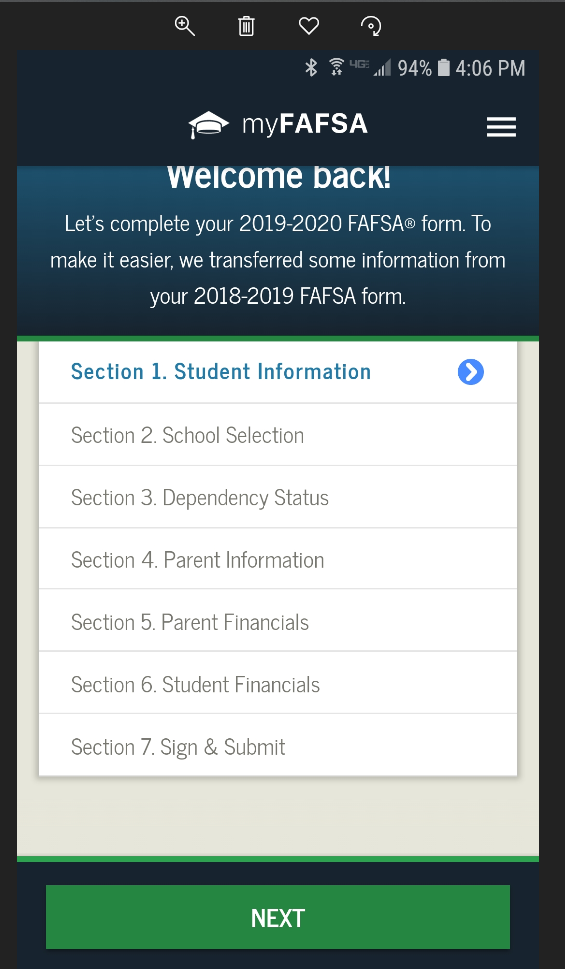 4GE 94% 4:06 PM
myFAFSA
Welcome back!
Let's complete your 2019-2020 FAFSA® form. To
make it easier, we transferred some information from
your 2018-2019 FAFSA form.
Section 1. Student Information
Section 2. School Selection
Section 3. Dependency Status
Section 4. Parent Information
Section 5. Parent Financials
Section 6. Student Financials
Section 7. Sign & Submit
NEXT